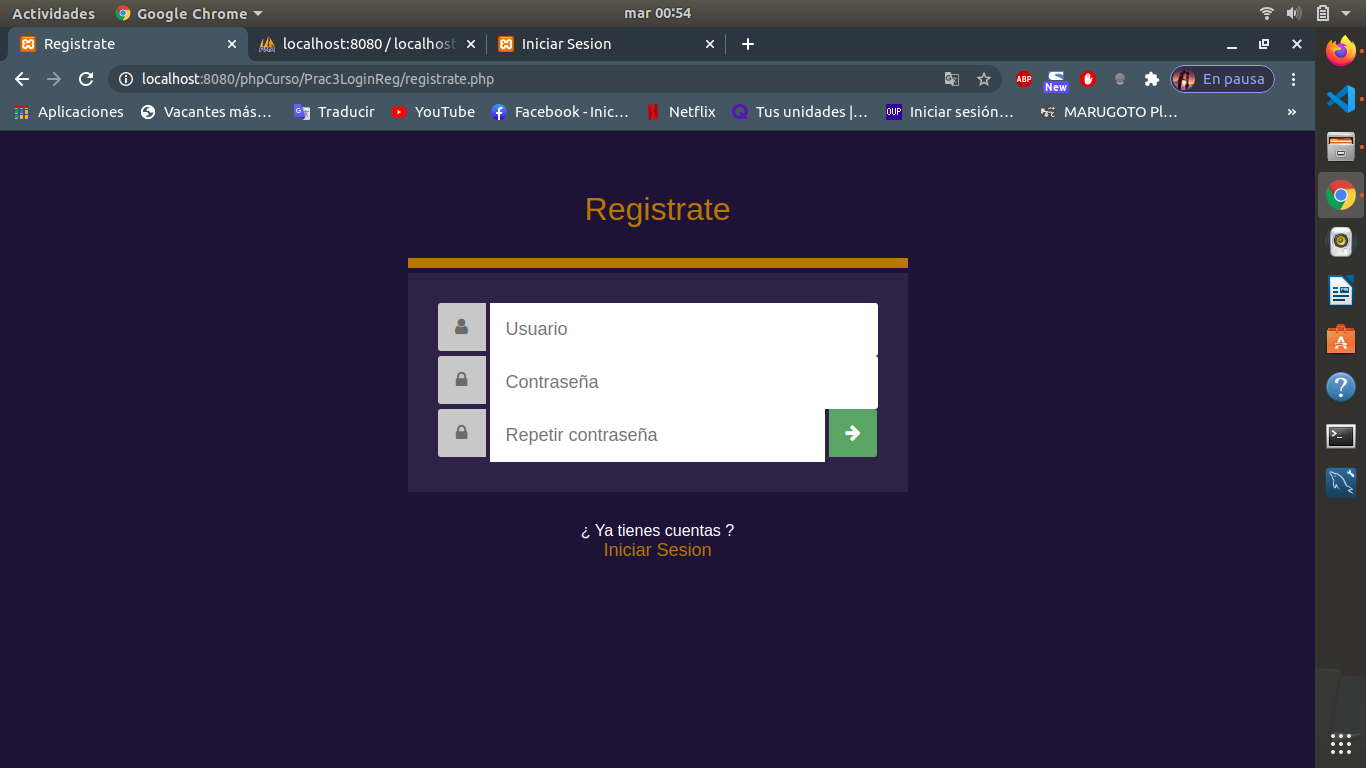 Actividades Google Chrome mar 00:54
Registrate localhost:8080 / localhost Iniciar Sesion
localhost:8080/phpCurso/Prac3LoginReg/registrate.php ABP New En pausa
Aplicaciones Vacantes más... Traducir YouTube Facebook - Inic... Netflix Tus unidades |... OUP Iniciar sesión... MARUGOTO Pl... »
Registrate
Usuario
Contraseña
Repetir contraseña
¿ Ya tienes cuentas ?
Iniciar Sesion